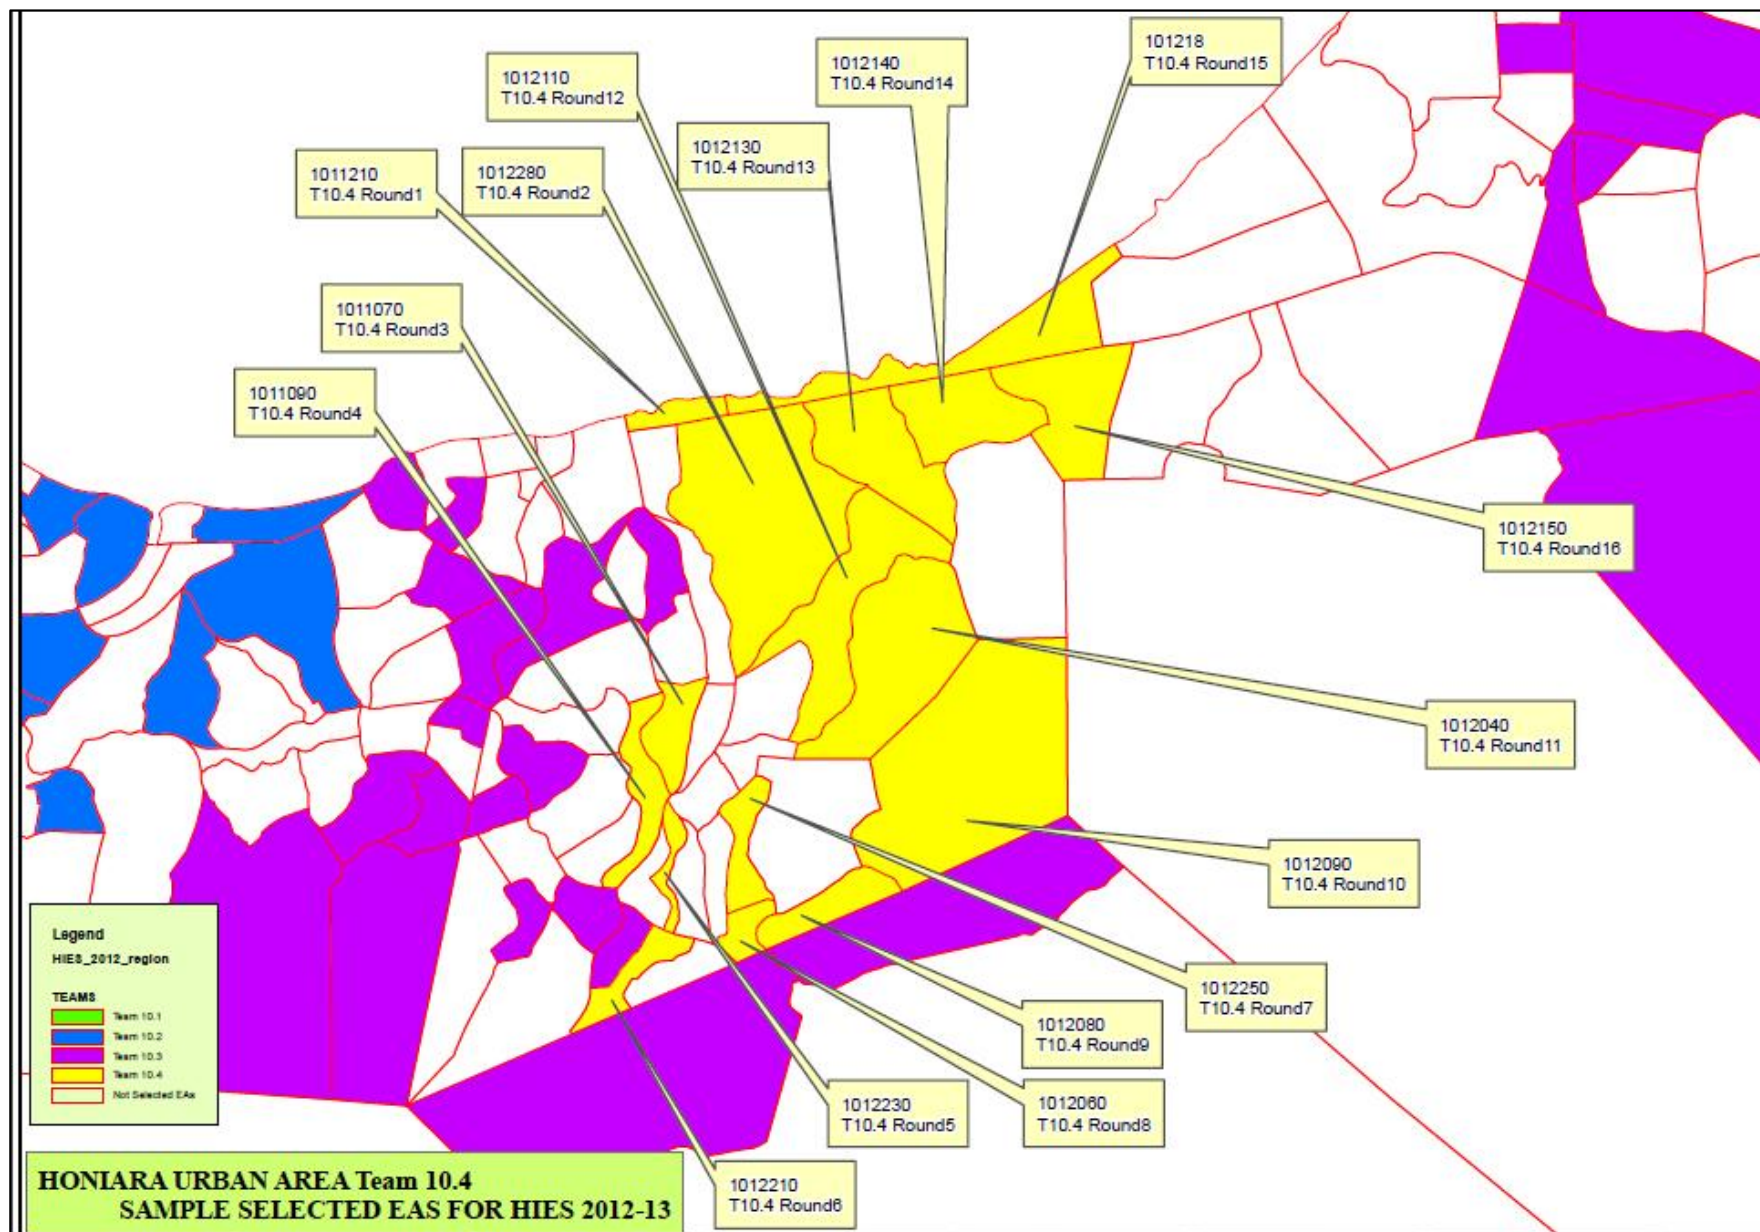 101218
T10.4 Round15
1012140
T10.4 Round14
1012110
T10.4 Round12
1012130
T10.4 Round13
1011210
T10.4 Round1
1012280
T10.4 Round2
1011070
T10.4 Round3
1011090
T10.4 Round4
1012150
T10.4 Round16
1012040
T10.4 Round11
1012090
T10.4 Round10
1012250
T10.4 Round7
1012080
T10.4 Round9
1012060
T10.4 Round8
1012230
T10.4 Round5
1012210
T10.4 Round6
Legend
HIES_2012_region
TEAMS
Team 10.1
Team 10.2
Team 10.3
Team 10.4
Not Selected EAs
HONIARA URBAN AREA Team 10.4
SAMPLE SELECTED EAS FOR HIES 2012-13